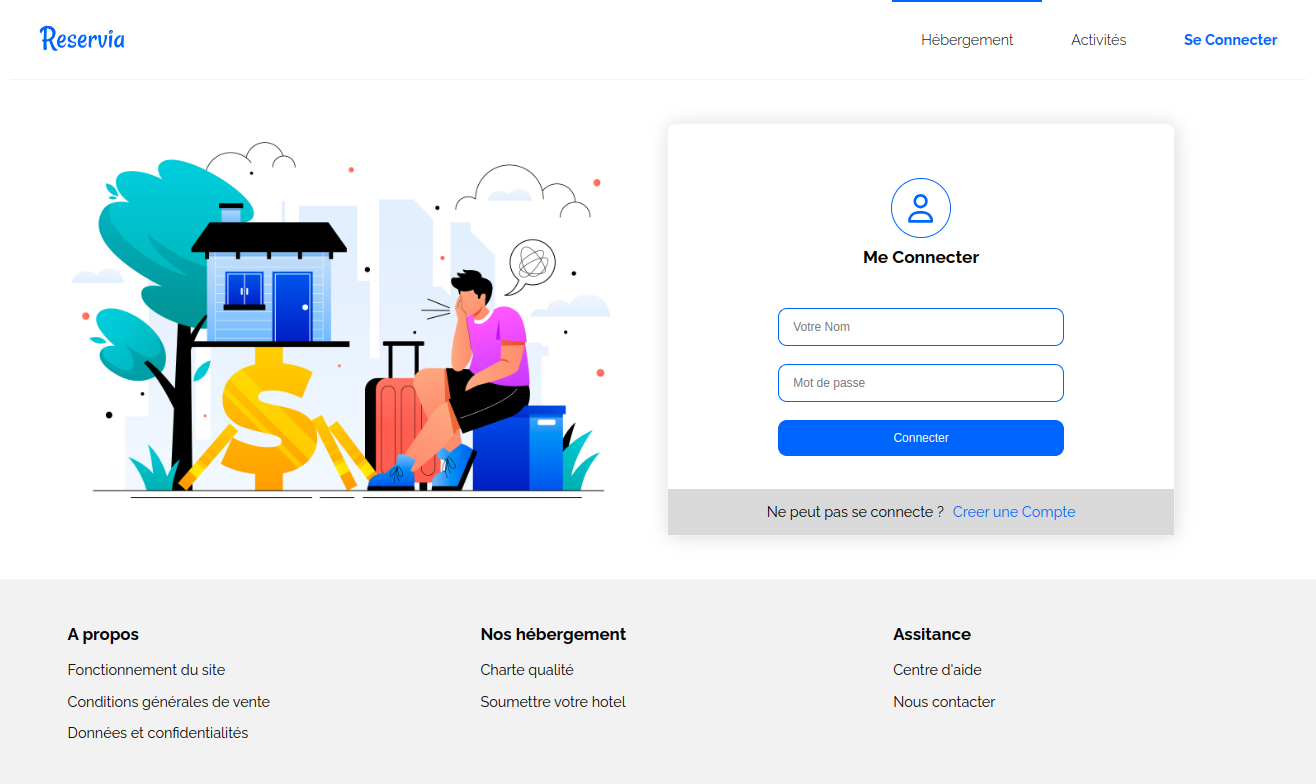 Reservia
Hébergement
Activités
Se Connecter
Me Connecter
Votre Nom
Mot de passe
Connecter
Ne peut pas se connecte ? Creer une Compte
A propos
Fonctionnement du site
Conditions générales de vente
Données et confidentialités
Nos hébergement
Charte qualité
Soumettre votre hotel
Assitance
Centre d'aide
Nous contacter